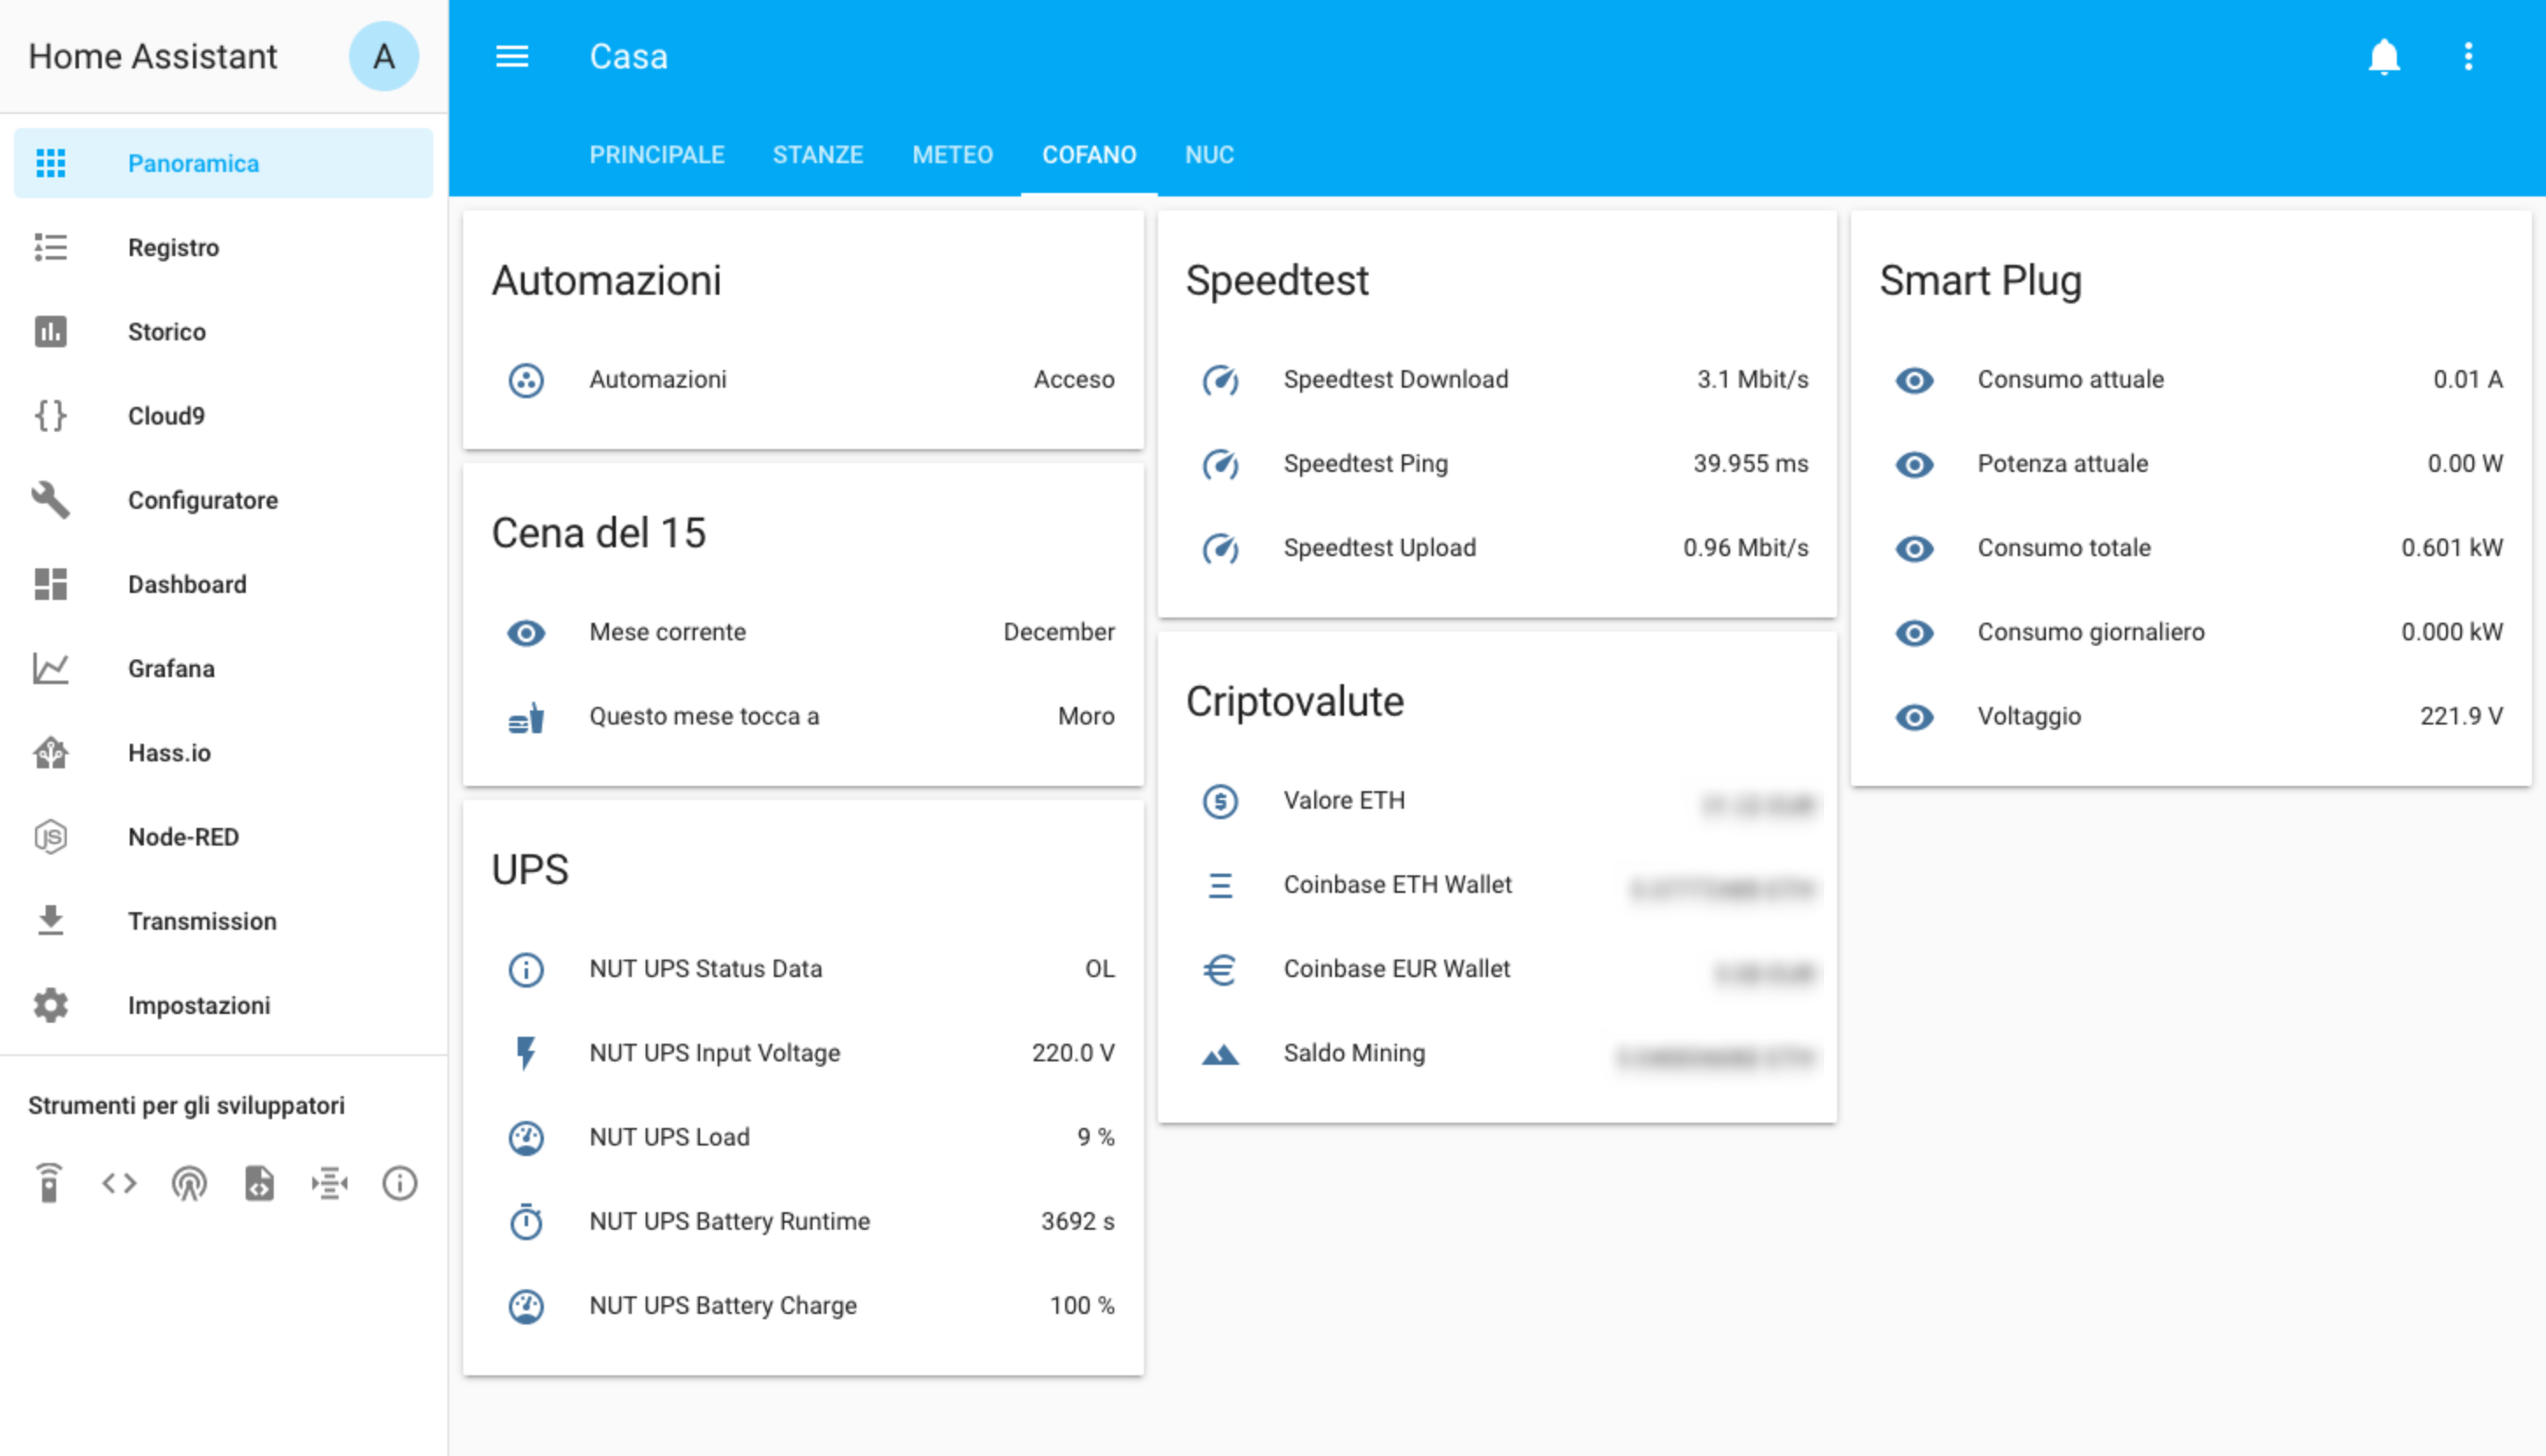 Home Assistant
A
Panoramica
Registro
Storico
Cloud9
Configuratore
Dashboard
Grafana
Hass.io
Node-RED
Transmission
Impostazioni
Strumenti per gli sviluppatori
Casa
PRINCIPALE STANZE METEO COFANO NUC
Automazioni
Automazioni Acceso
Cena del 15
Mese corrente December
Questo mese tocca a Moro
UPS
NUT UPS Status Data OL
NUT UPS Input Voltage 220.0 V
NUT UPS Load 9 %
NUT UPS Battery Runtime 3692 s
NUT UPS Battery Charge 100 %
Speedtest
Speedtest Download 3.1 Mbit/s
Speedtest Ping 39.955 ms
Speedtest Upload 0.96 Mbit/s
Criptovalute
Valore ETH
Coinbase ETH Wallet
Coinbase EUR Wallet
Saldo Mining
Smart Plug
Consumo attuale 0.01 A
Potenza attuale 0.00 W
Consumo totale 0.601 kW
Consumo giornaliero 0.000 kW
Voltaggio 221.9 V